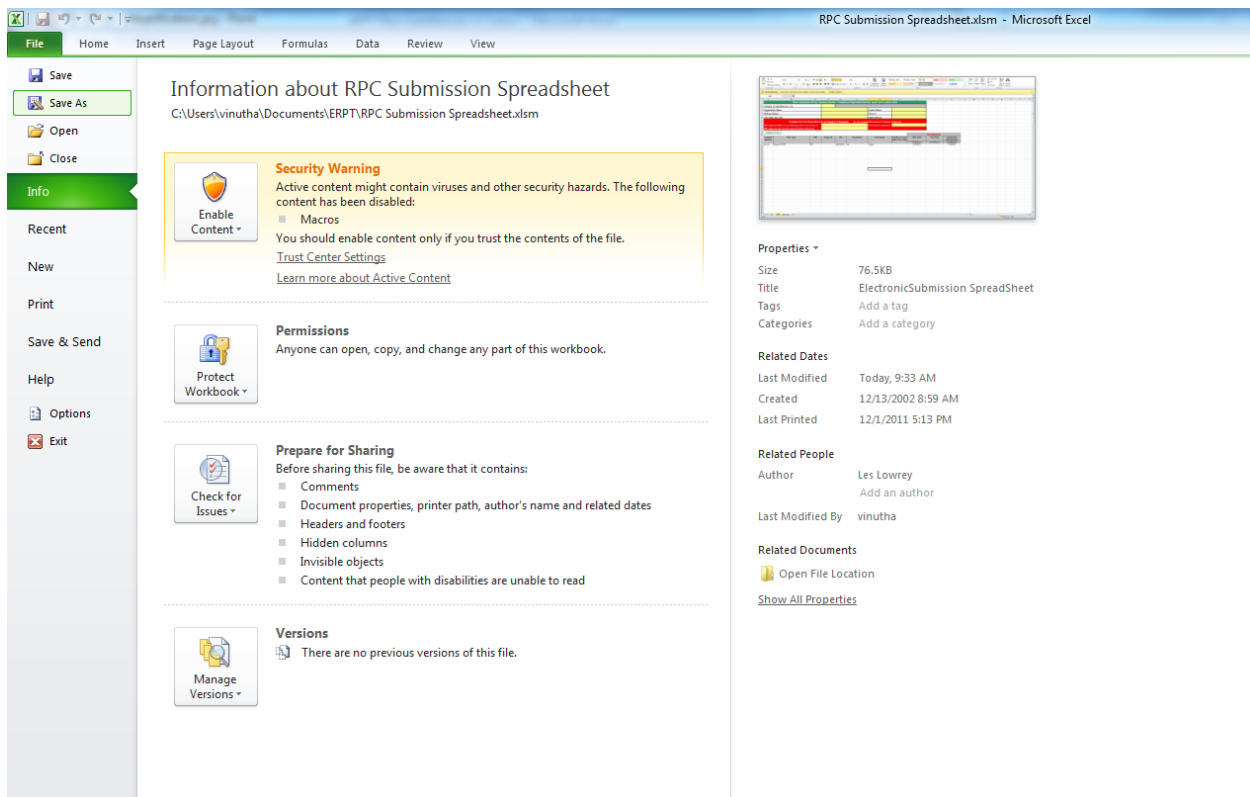 RPC Submission Spreadsheet.xlsm - Microsoft Excel
File Home Insert Page Layout Formulas Data Review View
Save
Save As
Open
Close
Info
Recent
New
Print
Save & Send
Help
Options
Exit
Information about RPC Submission Spreadsheet
C:\Users\vinutha\Documents\ERPT\RPC Submission Spreadsheet.xlsm
Enable
Content
Security Warning
Active content might contain viruses and other security hazards. The following
content has been disabled:
Macros
You should enable content only if you trust the contents of the file.
Trust Center Settings
Learn more about Active Content
Protect
Workbook
Permissions
Anyone can open, copy, and change any part of this workbook.
Check for
Issues
Prepare for Sharing
Before sharing this file, be aware that it contains:
Comments
Document properties, printer path, author's name and related dates
Headers and footers
Hidden columns
Invisible objects
Content that people with disabilities are unable to read
Manage
Versions
Versions
There are no previous versions of this file.
Properties
Size 76.5KB
Title ElectronicSubmission SpreadSheet
Tags Add a tag
Categories Add a category
Related Dates
Last Modified Today, 9:33 AM
Created 12/13/2002 8:59 AM
Last Printed 12/1/2011 5:13 PM
Related People
Author Les Lowrey
Add an author
Last Modified By vinutha
Related Documents
Open File Location
Show All Properties